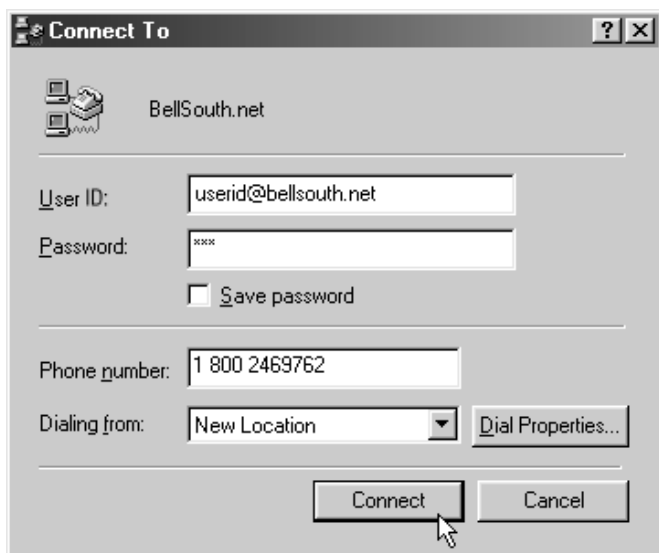 Connect To
BellSouth.net
User ID: userid@bellsouth.net
Password: ***
Save password
Phone number: 1 800 2469762
Dialing from: New Location Dial Properties...
Connect Cancel